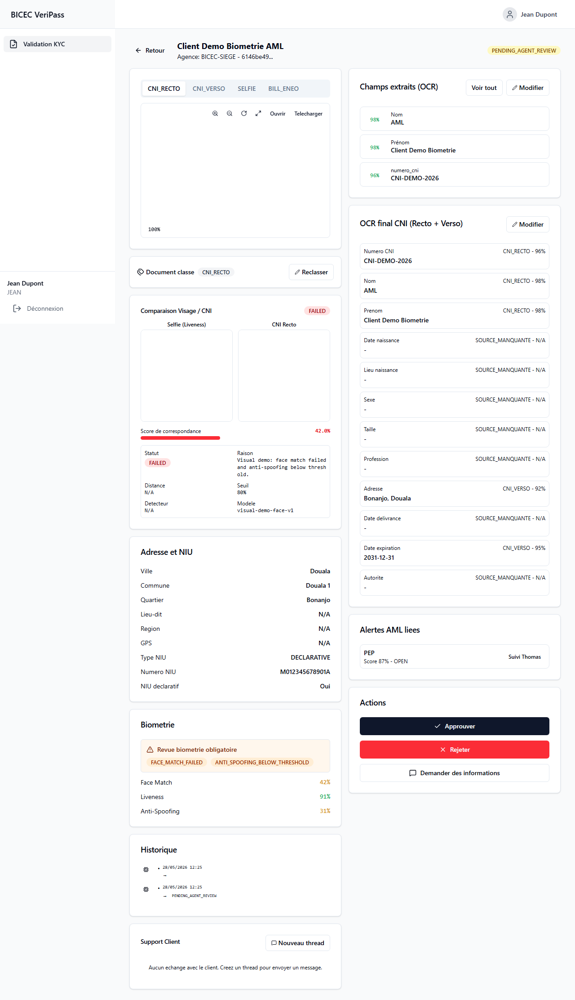 BICEC VeriPass
Jean Dupont
Validation KYC
Jean Dupont
JEAN
Déconnexion
Retour
Client Demo Biometrie AML
Agence: BICEC-SIEGE - 6146be49...
PENDING_AGENT_REVIEW
CNI_RECTO
CNI_VERSO
SELFIE
BILL_ENEO
Ouvrir
Telecharger
100%
Document classe
CNI_RECTO
Reclasser
Comparaison Visage / CNI
FAILED
Selfie (Liveness)
CNI Recto
Score de correspondance
42.0%
Statut
FAILED
Raison
Visual demo: face match failed
and anti-spoofing below thresh
old.
Distance
N/A
Seuil
80%
Detecteur
N/A
Modele
visual-demo-face-v1
Adresse et NIU
Ville
Douala
Commune
Douala 1
Quartier
Bonanjo
Lieu-dit
N/A
Region
N/A
GPS
N/A
Type NIU
DECLARATIVE
Numero NIU
M012345678901A
NIU declaratif
Oui
Biometrie
Revue biometrie obligatoire
FACE_MATCH_FAILED
ANTI_SPOOFING_BELOW_THRESHOLD
Face Match
42%
Liveness
91%
Anti-Spoofing
31%
Historique
• 28/05/2026 12:25
→
• 28/05/2026 12:25
→ PENDING_AGENT_REVIEW
Support Client
Nouveau thread
Aucun echange avec le client. Creez un thread pour envoyer un message.
Champs extraits (OCR)
Voir tout
Modifier
98%
Nom
AML
98%
Prénom
Client Demo Biometrie
96%
numero_cni
CNI-DEMO-2026
OCR final CNI (Recto + Verso)
Modifier
Numero CNI
CNI_RECTO - 96%
CNI-DEMO-2026
Nom
CNI_RECTO - 98%
AML
Prenom
CNI_RECTO - 98%
Client Demo Biometrie
Date naissance
SOURCE_MANQUANTE - N/A
-
Lieu naissance
SOURCE_MANQUANTE - N/A
-
Sexe
SOURCE_MANQUANTE - N/A
-
Taille
SOURCE_MANQUANTE - N/A
-
Profession
SOURCE_MANQUANTE - N/A
-
Adresse
CNI_VERSO - 92%
Bonanjo, Douala
Date delivrance
SOURCE_MANQUANTE - N/A
-
Date expiration
CNI_VERSO - 95%
2031-12-31
Autorite
SOURCE_MANQUANTE - N/A
-
Alertes AML liees
PEP
Score 87% - OPEN
Suivi Thomas
Actions
Approuver
Rejeter
Demander des informations